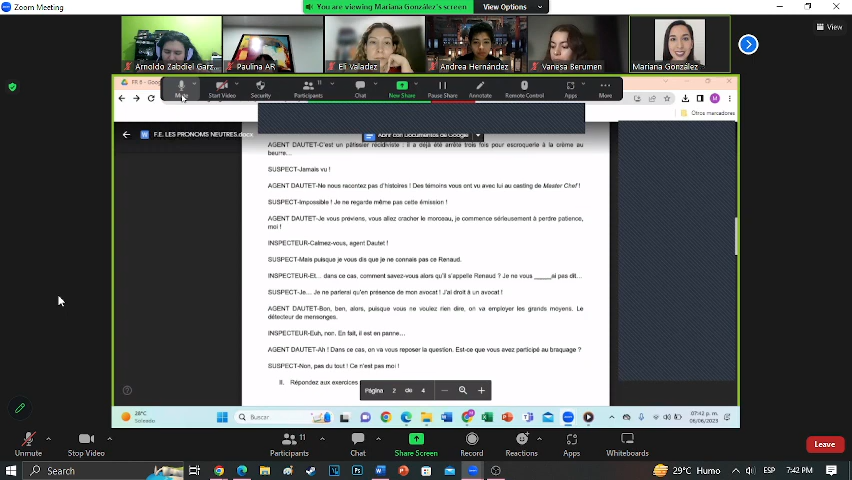 Zoom Meeting
You are viewing Mariana González's screen
View Options
View
Arnoldo Zabdiel Garz...
Paulina AR
Eli Valadez
Andrea Hernández
Vanesa Berumen
Mariana González
FR 8 - Goog
Mute
Start Video
Security
Participants
11
Chat
New Share
Pause Share
Annotate
Remote Control
Apps
More
Otros marcadores
F.E. LES PRONOMS NEUTRES.docx
Abrir con Documentos de Google
AGENT DAUTET-C'est un pâtissier récidiviste : il a déjà été arrêté trois fois pour escroquerie à la crème au
beurre…
SUSPECT-Jamais vu !
AGENT DAUTET-Ne nous racontez pas d'histoires ! Des témoins vous ont vu avec lui au casting de Master Chef !
SUSPECT-Impossible ! Je ne regarde même pas cette émission !
AGENT DAUTET-Je vous préviens, vous allez cracher le morceau, je commence sérieusement à perdre patience,
moi !
INSPECTEUR-Calmez-vous, agent Dautet !
SUSPECT-Mais puisque je vous dis que je ne connais pas ce Renaud.
INSPECTEUR-Et… dans ce cas, comment savez-vous alors qu'il s'appelle Renaud ? Je ne vous _____ai pas dit…
SUSPECT-Je… Je ne parlerai qu'en présence de mon avocat ! J'ai droit à un avocat !
AGENT DAUTET-Bon, ben, alors, puisque vous ne voulez rien dire, on va employer les grands moyens. Le
détecteur de mensonges.
INSPECTEUR-Euh, non. En fait, il est en panne…
AGENT DAUTET-Ah ! Dans ce cas, on va vous reposer la question. Est-ce que vous avez participé au braquage ?
SUSPECT-Non, pas du tout ! Ce n'est pas moi !
II. Répondez aux exercices
Página 2 de 4
28°C
Soleado
Buscar
07:42 p. m.
06/06/2023
Unmute
Stop Video
Participants
11
Chat
Share Screen
Record
Reactions
Apps
Whiteboards
Leave
Search
29°C Humo
ESP
7:42 PM